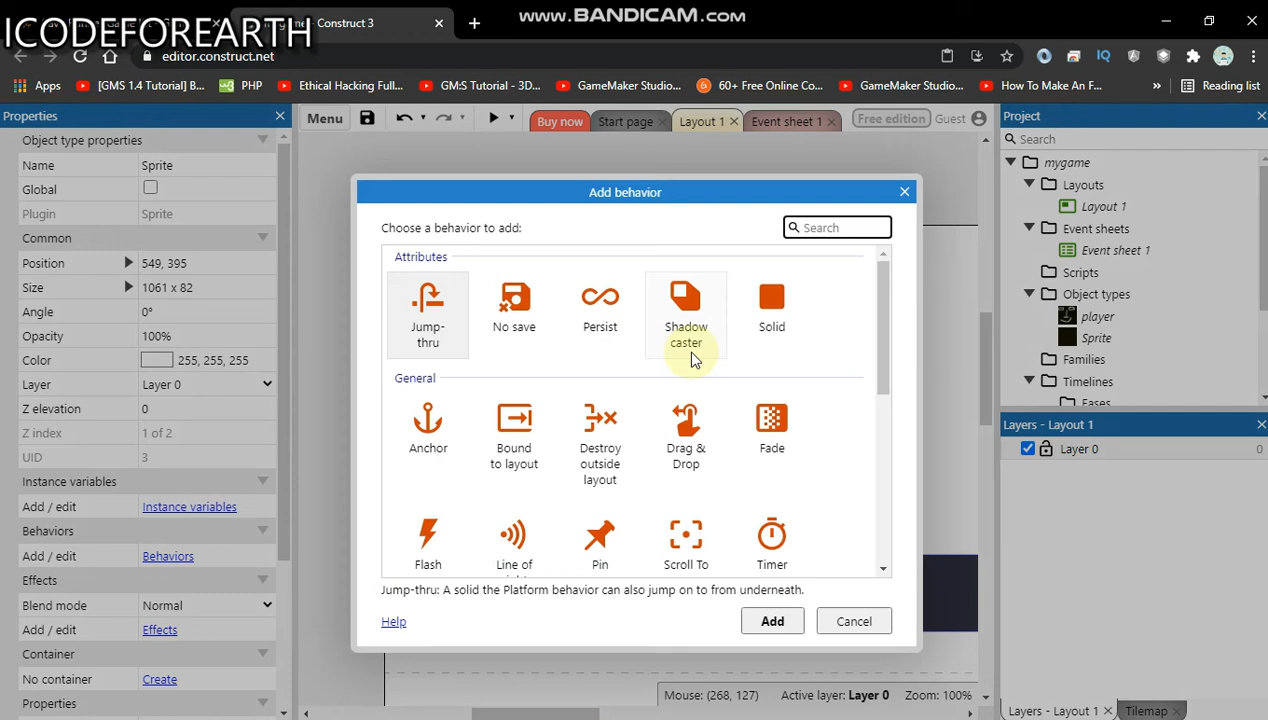 www.BANDICAM.com
ICODEFOREARTH
Construct 3
editor.construct.net
Apps
[GMS 1.4 Tutorial] B...
PHP
Ethical Hacking Full...
GM:S Tutorial - 3D...
GameMaker Studio...
60+ Free Online Co...
GameMaker Studio...
How To Make An F...
»
Reading list
Properties
Menu
Buy now
Start page
Layout 1
Event sheet 1
Free edition
Guest
Project
Object type properties
Name Sprite
Global
Plugin Sprite
Common
Position 549, 395
Size 1061 x 82
Angle 0°
Opacity 100%
Color 255, 255, 255
Layer Layer 0
Z elevation 0
Z index 1 of 2
UID 3
Instance variables
Add / edit Instance variables
Behaviors
Add / edit Behaviors
Effects
Blend mode Normal
Add / edit Effects
Container
No container Create
Properties
Add behavior
Choose a behavior to add:
Search
Attributes
Jump-
thru
No save
Persist
Shadow
caster
Solid
General
Anchor
Bound
to layout
Destroy
outside
layout
Drag &
Drop
Fade
Flash
Line of
Pin
Scroll To
Timer
Jump-thru: A solid the Platform behavior can also jump on to from underneath.
Help
Add
Cancel
Mouse: (268, 127) Active layer: Layer 0 Zoom: 100%
Search
mygame
Layouts
Layout 1
Event sheets
Event sheet 1
Scripts
Object types
player
Sprite
Families
Timelines
Eases
Layers - Layout 1
Layer 0
0
Layers - Layout 1
Tilemap